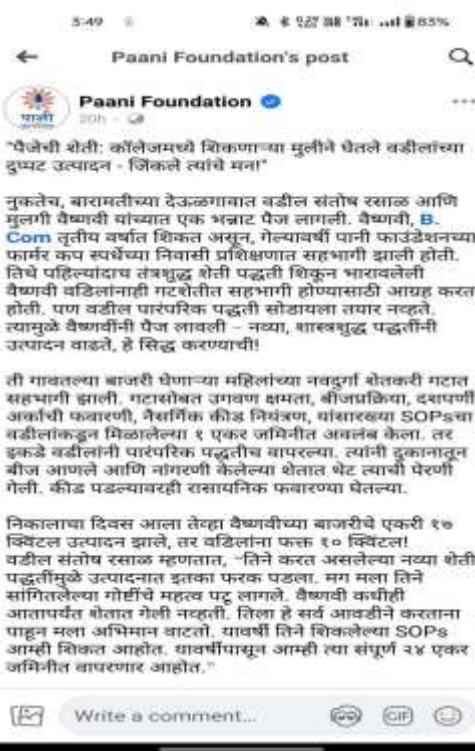 5:49
83%
Paani Foundation's post
पानी
Paani Foundation
20h
"पैजेची शेती: कॉलेजमध्ये शिकणाऱ्या मुलीने घेतले वडीलांच्या
दुप्पट उत्पादन - जिंकले त्यांचे मन!"
नुकतेच, बारामतीच्या देऊळगावात वडील संतोष रसाळ आणि
मुलगी वैष्णवी यांच्यात एक भन्नाट पैज लागली. वैष्णवी, B.
Com तृतीय वर्षात शिकत असून, गेल्यावर्षी पानी फाउंडेशनच्या
फार्मर कप स्पर्धेच्या निवासी प्रशिक्षणात सहभागी झाली होती.
तिथे पहिल्यांदाच तंत्रशुद्ध शेती पद्धती शिकून भारावलेली
वैष्णवी वडिलांनाही गटशेतीत सहभागी होण्यासाठी आग्रह करत
होती. पण वडील पारंपरिक पद्धती सोडायला तयार नव्हते.
त्यामुळे वैष्णवींनी पैज लावली – नव्या, शास्त्रशुद्ध पद्धतींनी
उत्पादन वाढते, हे सिद्ध करण्याची!
ती गावातल्या बाजरी घेणाऱ्या महिलांच्या नवदुर्गा शेतकरी गटात
सहभागी झाली. गटासोबत उगवण क्षमता, बीजप्रक्रिया, दशपर्णी
अर्काची फवारणी, नैसर्गिक कीड नियंत्रण, यांसारख्या SOPsचा
वडीलांकडून मिळालेल्या १ एकर जमिनीत अवलंब केला. तर
इकडे वडीलांनी पारंपरिक पद्धतीच वापरल्या. त्यांनी दुकानातून
बीज आणले आणि नांगरणी केलेल्या शेतात थेट त्याची पेरणी
गेली. कीड पडल्यावरही रासायनिक फवारण्या घेतल्या.
निकालाचा दिवस आला तेव्हा वैष्णवीच्या बाजरीचे एकरी १७
क्विंटल उत्पादन झाले, तर वडिलांना फक्त १० क्विंटल!
वडील संतोष रसाळ म्हणतात, "तिने करत असलेल्या नव्या शेती
पद्धतींमुळे उत्पादनात इतका फरक पडला. मग मला तिने
सांगितलेल्या गोष्टींचे महत्व पटू लागले. वैष्णवी कधीही
आतापर्यंत शेतात गेली नव्हती. तिला हे सर्व आवडीने करताना
पाहून मला अभिमान वाटतो. यावर्षी तिने शिकलेल्या SOPs
आम्ही शिकत आहोत. यावर्षीपासून आम्ही त्या संपूर्ण २४ एकर
जमिनीत वापरणार आहोत."
Write a comment...
GIF